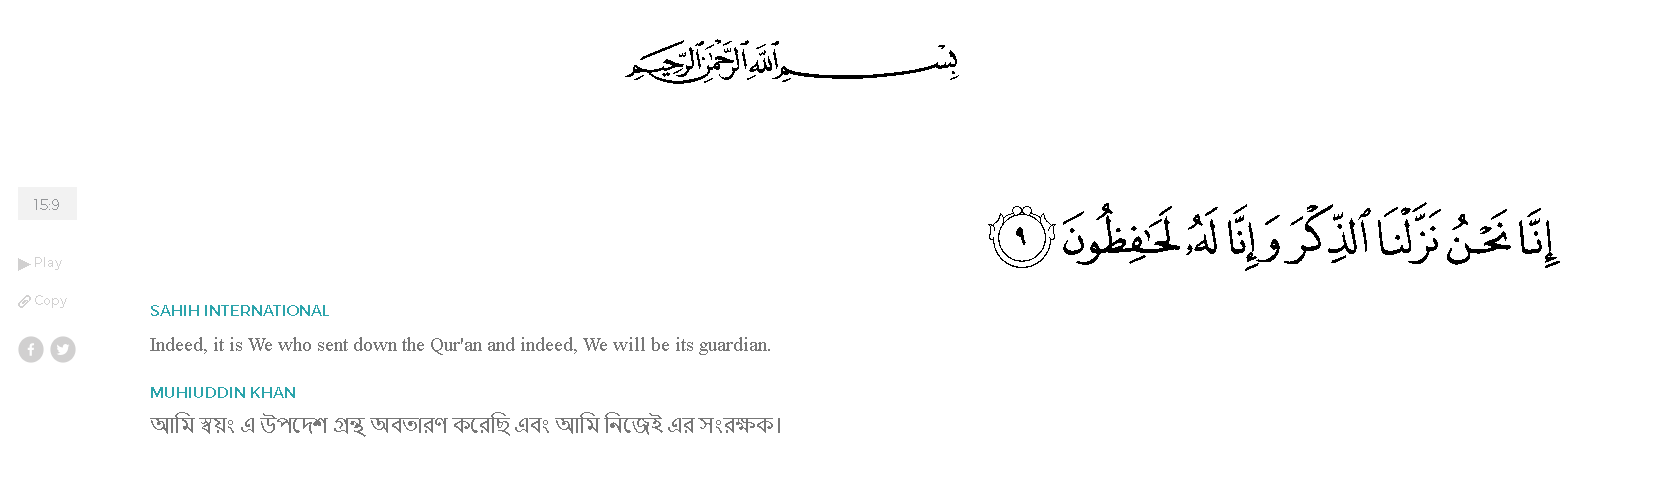 بِسْمِ ٱللَّهِ ٱلرَّحْمَٰنِ ٱلرَّحِيمِ
15:9
إِنَّا نَحْنُ نَزَّلْنَا ٱلذِّكْرَ وَإِنَّا لَهُۥ لَحَٰفِظُونَ ٩
Play
Copy
SAHIH INTERNATIONAL
Indeed, it is We who sent down the Qur'an and indeed, We will be its guardian.
MUHIUDDIN KHAN
আমি স্বয়ং এ উপদেশ গ্রন্থ অবতারণ করেছি এবং আমি নিজেই এর সংরক্ষক।